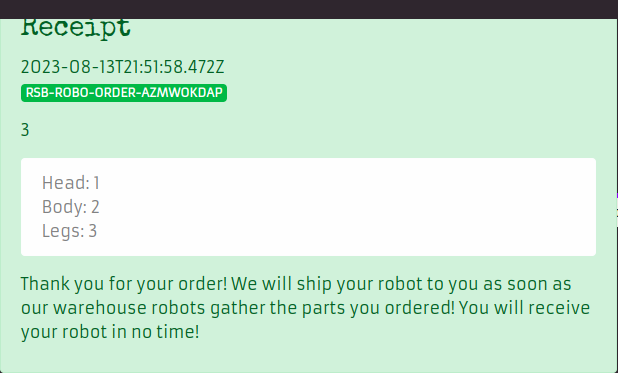 Receipt
2023-08-13T21:51:58.472Z
RSB-ROBO-ORDER-AZMWOKDAP
3
Head: 1
Body: 2
Legs: 3
Thank you for your order! We will ship your robot to you as soon as
our warehouse robots gather the parts you ordered! You will receive
your robot in no time!